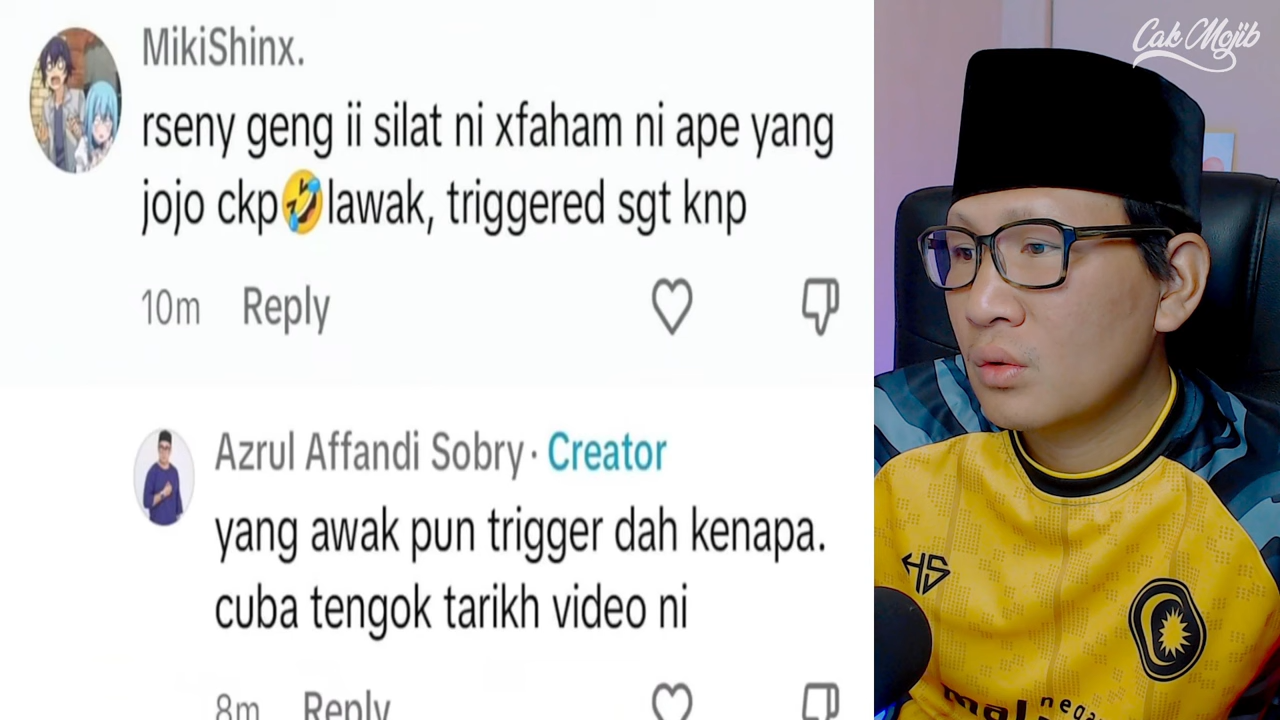 MikiShinx.
rseny geng ii silat ni xfaham ni ape yang
jojo ckp🤣lawak, triggered sgt knp
10m Reply
Azrul Affandi Sobry · Creator
yang awak pun trigger dah kenapa.
cuba tengok tarikh video ni
8m Reply
Cak Mojib
HS